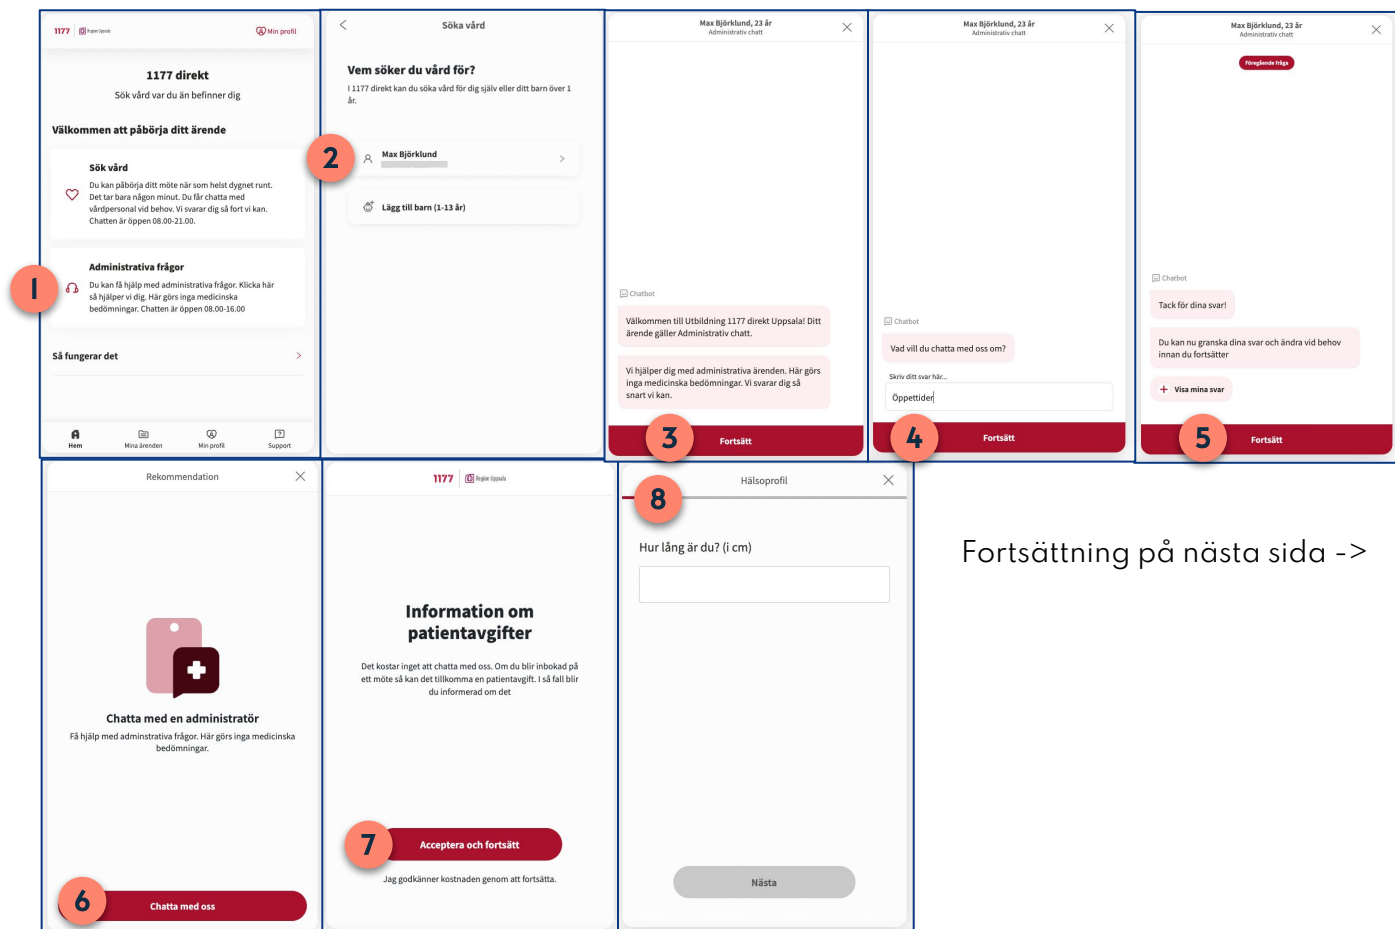 1177 Region Uppsala
Min profil
1177 direkt
Sök vård var du än befinner dig
Välkommen att påbörja ditt ärende
Sök vård
Du kan påbörja ditt möte när som helst dygnet runt.
Det tar bara någon minut. Du får chatta med
vårdpersonal vid behov. Vi svarar dig så fort vi kan.
Chatten är öppen 08.00-21.00.
1
Administrativa frågor
Du kan få hjälp med administrativa frågor. Klicka här
så hjälper vi dig. Här görs inga medicinska
bedömningar. Chatten är öppen 08.00-16.00
Så fungerar det
Hem
Mina ärenden
Min profil
Support
Söka vård
Vem söker du vård för?
I 1177 direkt kan du söka vård för dig själv eller ditt barn över 1
år.
2
Max Björklund
Lägg till barn (1-13 år)
Max Björklund, 23 år
Administrativ chatt
Chatbot
Välkommen till Utbildning 1177 direkt Uppsala! Ditt
ärende gäller Administrativ chatt.
Vi hjälper dig med administrativa ärenden. Här görs
inga medicinska bedömningar. Vi svarar dig så
snart vi kan.
3
Fortsätt
Max Björklund, 23 år
Administrativ chatt
Chatbot
Vad vill du chatta med oss om?
Skriv ditt svar här...
Öppettider
4
Fortsätt
Max Björklund, 23 år
Administrativ chatt
Föregående fråga
Chatbot
Tack för dina svar!
Du kan nu granska dina svar och ändra vid behov
innan du fortsätter
+ Visa mina svar
5
Fortsätt
Rekommendation
Chatta med en administratör
Få hjälp med adminstrativa frågor. Här görs inga medicinska
bedömningar.
6
Chatta med oss
1177 Region Uppsala
Information om
patientavgifter
Det kostar inget att chatta med oss. Om du blir inbokad på
ett möte så kan det tillkomma en patientavgift. I så fall blir
du informerad om det
7
Acceptera och fortsätt
Jag godkänner kostnaden genom att fortsätta.
Hälsoprofil
8
Hur lång är du? (i cm)
Nästa
Fortsättning på nästa sida ->